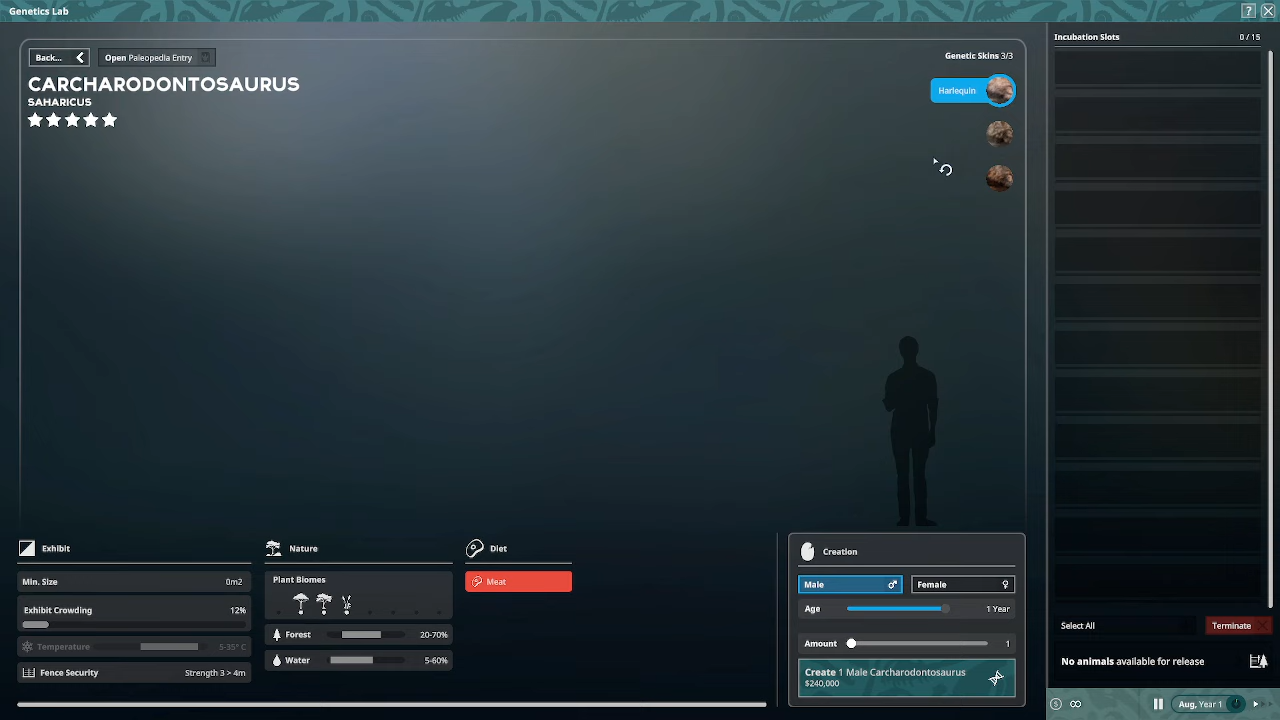 Genetics Lab
?
Incubation Slots 0 / 15
Back... Open Paleopedia Entry
Genetic Skins 3/3
CARCHARODONTOSAURUS
SAHARICUS
Harlequin
Exhibit
Min. Size 0m2
Exhibit Crowding 12%
Temperature 5-35° C
Fence Security Strength:3 > 4m
Nature
Plant Biomes
Forest 20-70%
Water 5-60%
Diet
Meat
Creation
Male ♂ Female ♀
Age 1 Year
Amount 1
Create 1 Male Carcharodontosaurus
$240,000
Select All Terminate
No animals available for release
Aug, Year 1